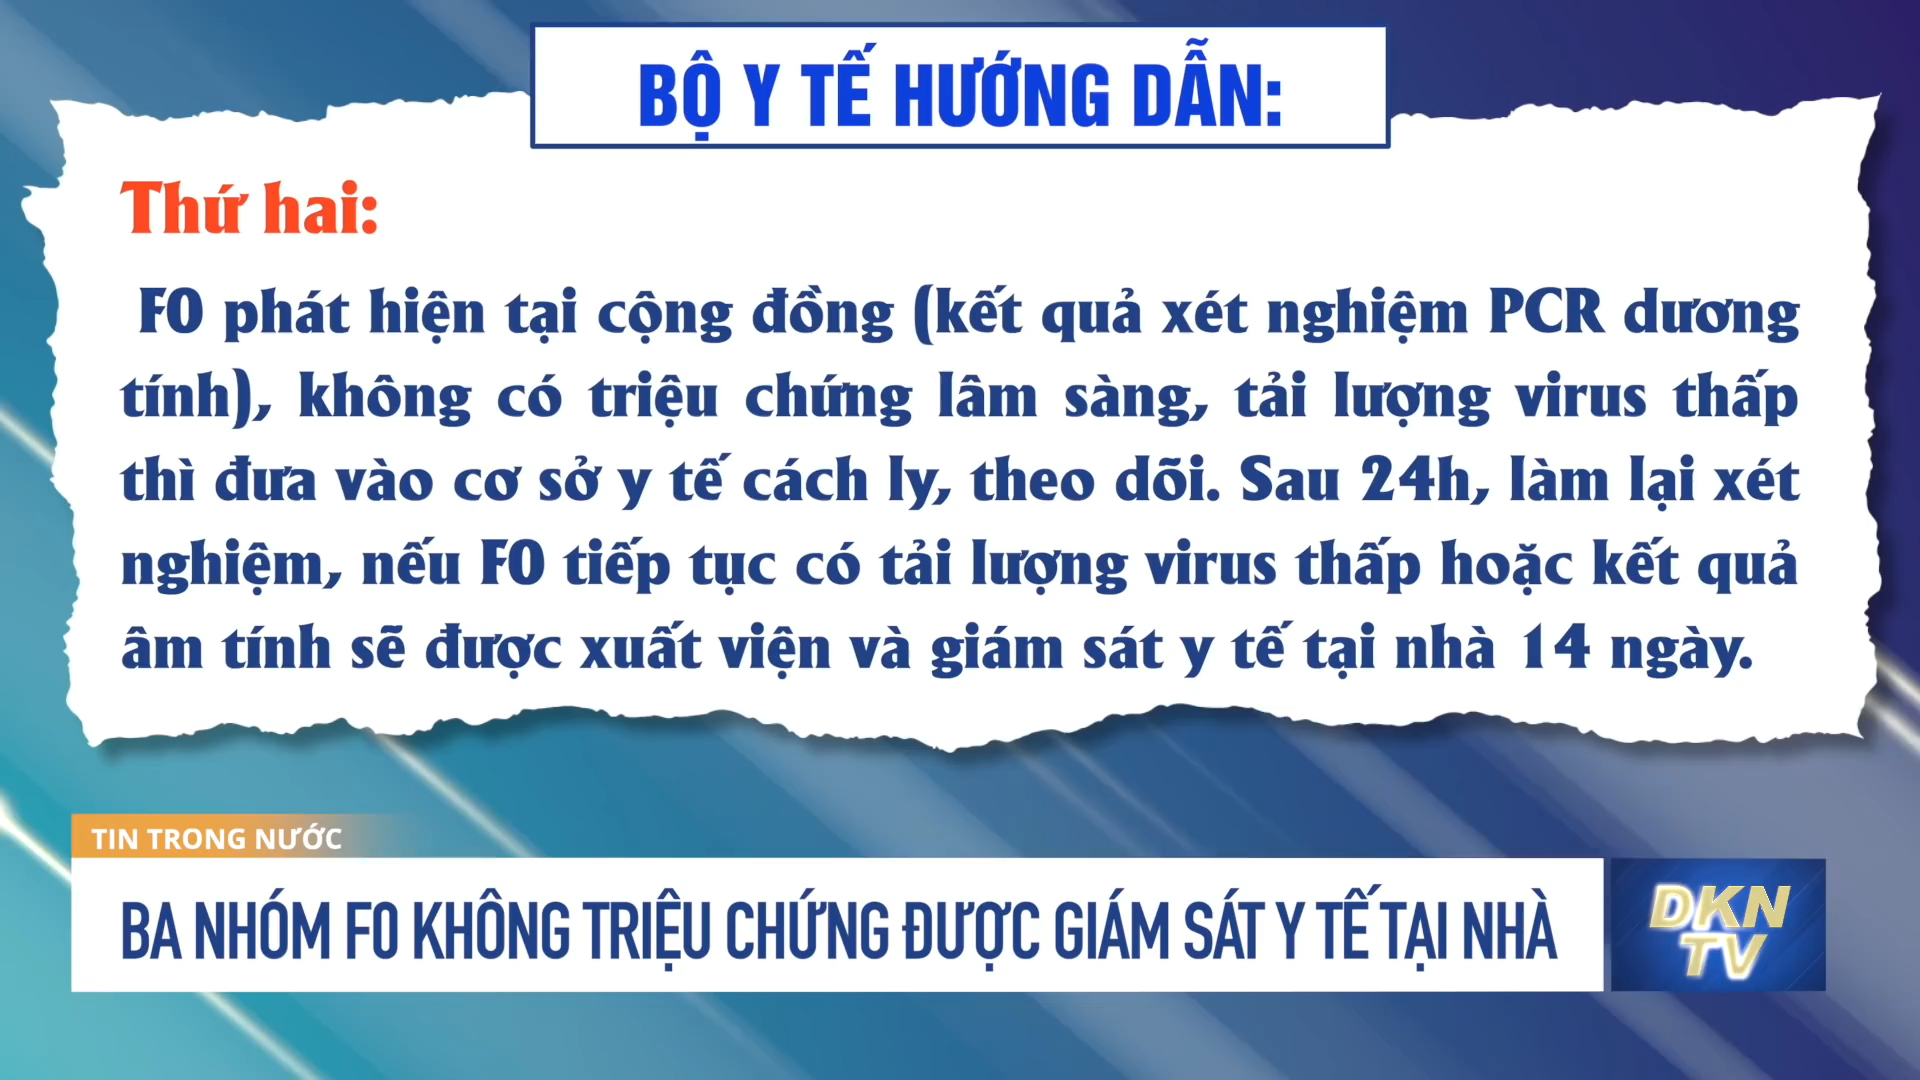 BỘ Y TẾ HƯỚNG DẪN:
Thứ hai:
F0 phát hiện tại cộng đồng (kết quả xét nghiệm PCR dương
tính), không có triệu chứng lâm sàng, tải lượng virus thấp
thì đưa vào cơ sở y tế cách ly, theo dõi. Sau 24h, làm lại xét
nghiệm, nếu F0 tiếp tục có tải lượng virus thấp hoặc kết quả
âm tính sẽ được xuất viện và giám sát y tế tại nhà 14 ngày.
TIN TRONG NƯỚC
BA NHÓM F0 KHÔNG TRIỆU CHỨNG ĐƯỢC GIÁM SÁT Y TẾ TẠI NHÀ
DKN
TV